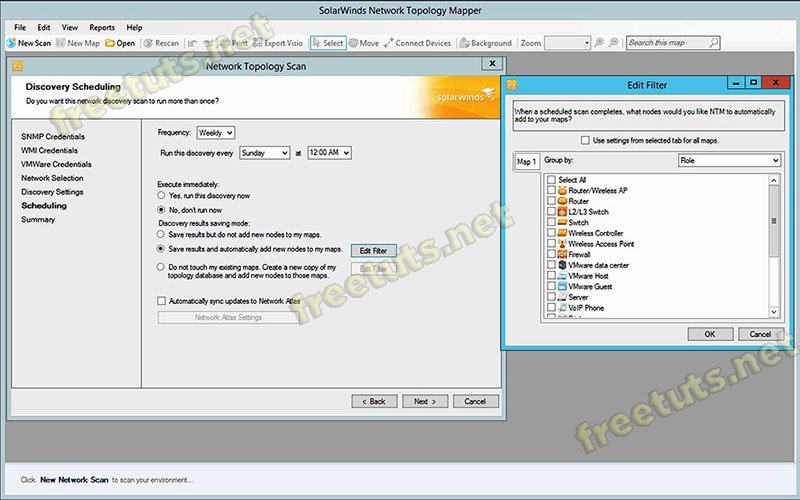 SolarWinds Network Topology Mapper
File Edit View Reports Help
New Scan New Map Open Rescan Print Export Visio Select Move Connect Devices Background Zoom Search this map
Network Topology Scan
Discovery Scheduling
Do you want this network discovery scan to run more than once?
solarwinds
SNMP Credentials
WMI Credentials
VMWare Credentials
Network Selection
Discovery Settings
Scheduling
Summary
Frequency: Weekly
Run this discovery every Sunday at 12:00 AM
Execute immediately:
Yes, run this discovery now
No, don't run now
Discovery results saving mode:
Save results but do not add new nodes to my maps.
Save results and automatically add new nodes to my maps. Edit Filter
Do not touch my existing maps. Create a new copy of my Edit Filter
topology database and add new nodes to those maps.
Automatically sync updates to Network Atlas
Network Atlas Settings
< Back Next > Cancel
Edit Filter
When a scheduled scan completes, what nodes would you like NTM to automatically
add to your maps?
Use settings from selected tab for all maps.
Map 1 Group by: Role
Select All
Router/Wireless AP
Router
L2/L3 Switch
Switch
Wireless Controller
Wireless Access Point
Firewall
VMware data center
VMware Host
VMware Guest
Server
VoIP Phone
OK Cancel
Click New Network Scan to scan your environment...
freetuts.net
freetuts.net
freetuts.net
freetuts.net